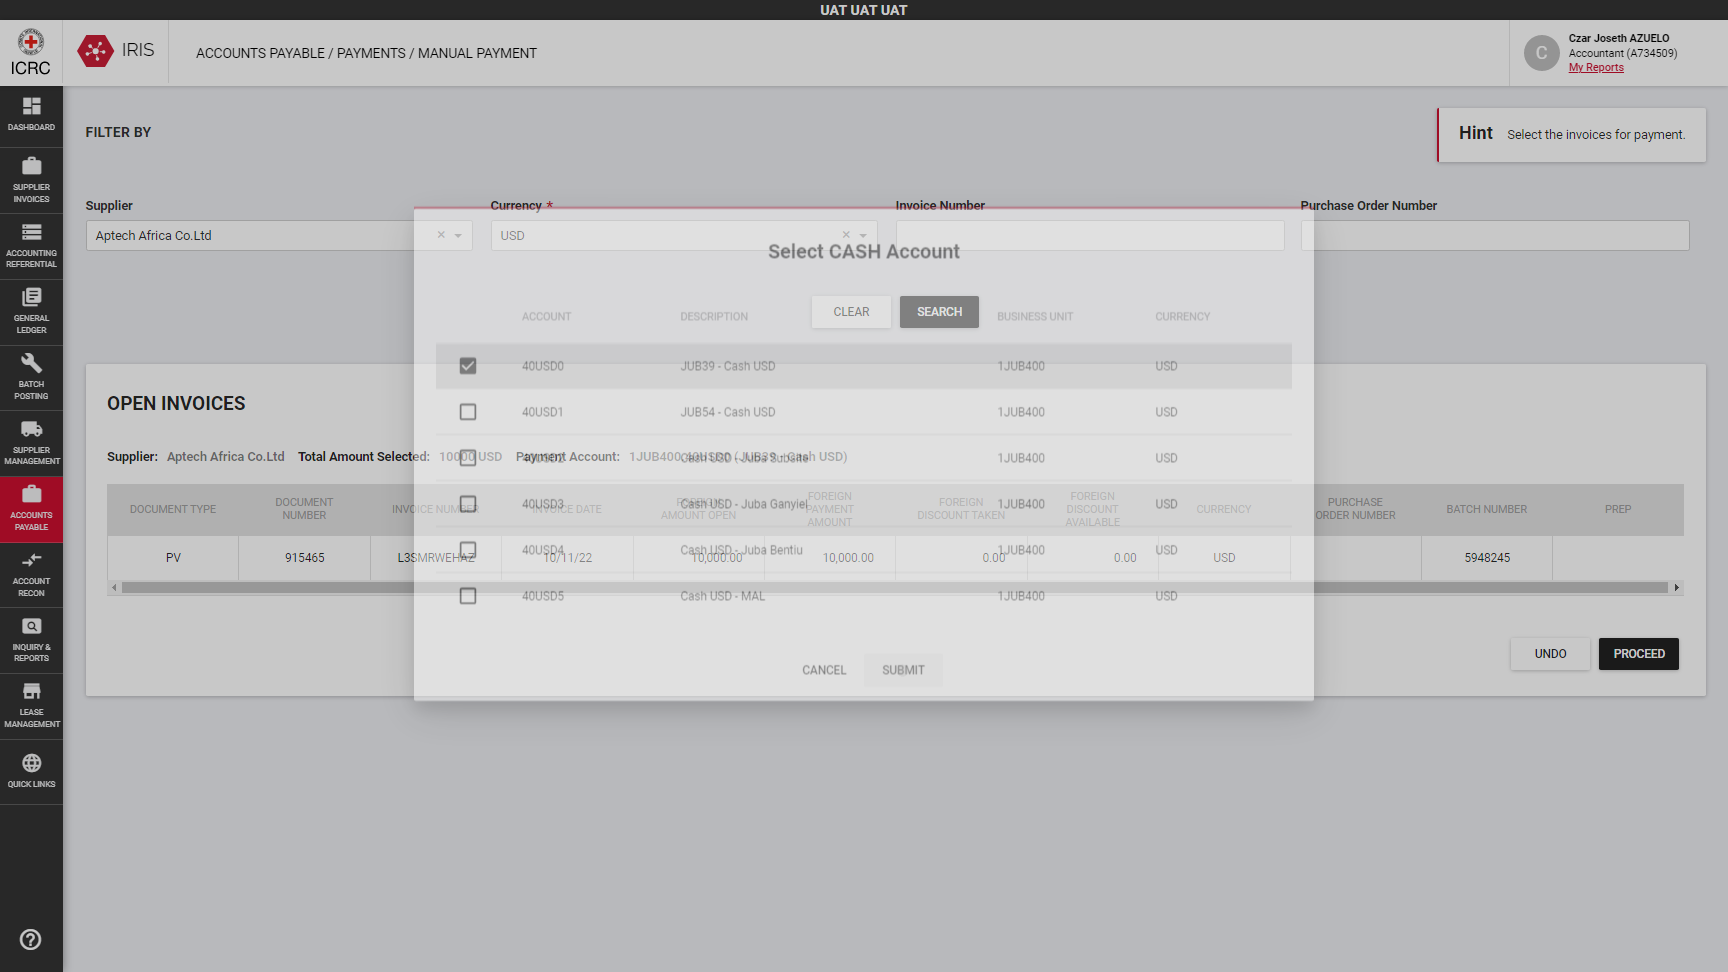 UAT UAT UAT
ICRC
IRIS
ACCOUNTS PAYABLE / PAYMENTS / MANUAL PAYMENT
C
Czar Joseth AZUELO
Accountant (A734509)
My Reports
DASHBOARD
SUPPLIER INVOICES
ACCOUNTING REFERENTIAL
GENERAL LEDGER
BATCH POSTING
SUPPLIER MANAGEMENT
ACCOUNTS PAYABLE
ACCOUNT RECON
INQUIRY & REPORTS
LEASE MANAGEMENT
QUICK LINKS
FILTER BY
Hint Select the invoices for payment.
Supplier Currency * Invoice Number Purchase Order Number
Aptech Africa Co.Ltd USD
Select CASH Account
CLEAR SEARCH
ACCOUNT DESCRIPTION BUSINESS UNIT CURRENCY
40USD0 JUB39 - Cash USD 1JUB400 USD
40USD1 JUB54 - Cash USD 1JUB400 USD
Cash USD - Juba Subsite 1JUB400 USD
40USD3 Cash USD - Juba Ganyiel 1JUB400 USD
40USD4 Cash USD - Juba Bentiu 1JUB400 USD
40USD5 Cash USD - MAL 1JUB400 USD
CANCEL SUBMIT
OPEN INVOICES
Supplier: Aptech Africa Co.Ltd Total Amount Selected: 10000 USD Payment Account: 1JUB400.40USD0 (JUB39 - Cash USD)
DOCUMENT TYPE DOCUMENT NUMBER INVOICE NUMBER INVOICE DATE FOREIGN AMOUNT OPEN FOREIGN PAYMENT AMOUNT FOREIGN DISCOUNT TAKEN FOREIGN DISCOUNT AVAILABLE CURRENCY PURCHASE ORDER NUMBER BATCH NUMBER PREP
PV 915465 L3SMRWEHAZ 10/11/22 10,000.00 10,000.00 0.00 0.00 USD 5948245
UNDO PROCEED